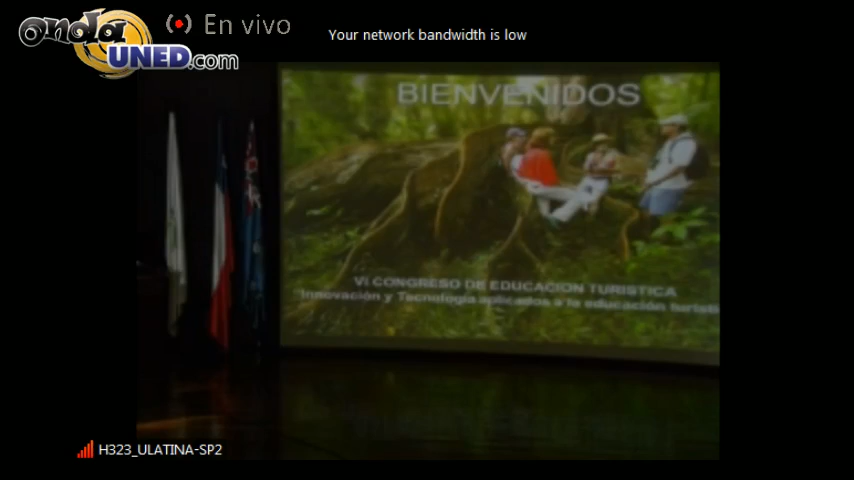 onda
UNED.com
En vivo
Your network bandwidth is low
BIENVENIDOS
VI CONGRESO DE EDUCACION TURISTICA
"Innovación y Tecnología aplicados a la educación
H323_ULATINA-SP2